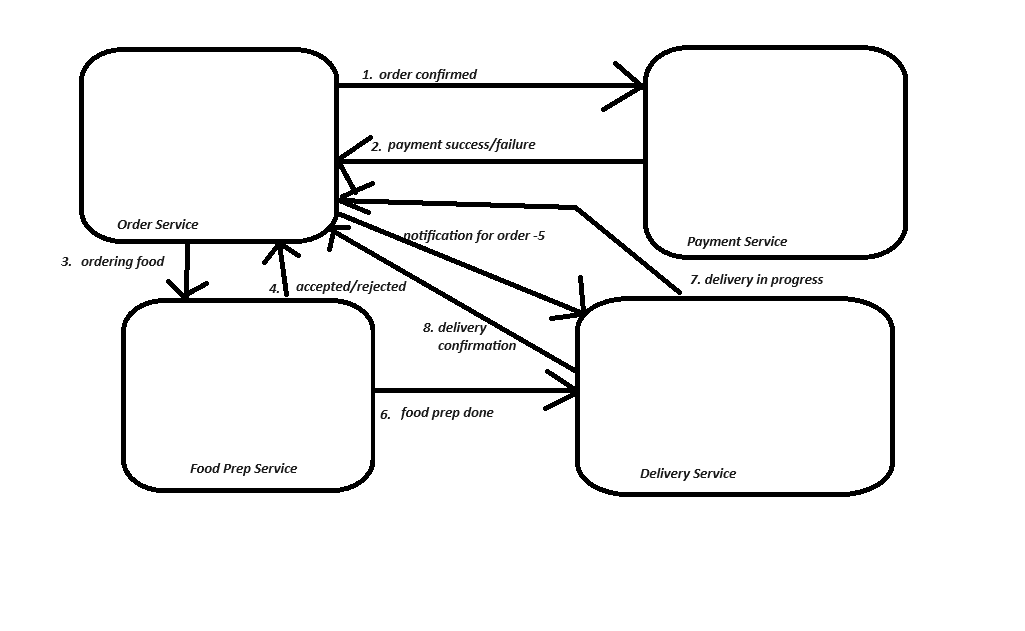 1. order confirmed
2. payment success/failure
Order Service
Payment Service
notification for order -5
3. ordering food
7. delivery in progress
4. accepted/rejected
8. delivery
confirmation
6. food prep done
Food Prep Service
Delivery Service